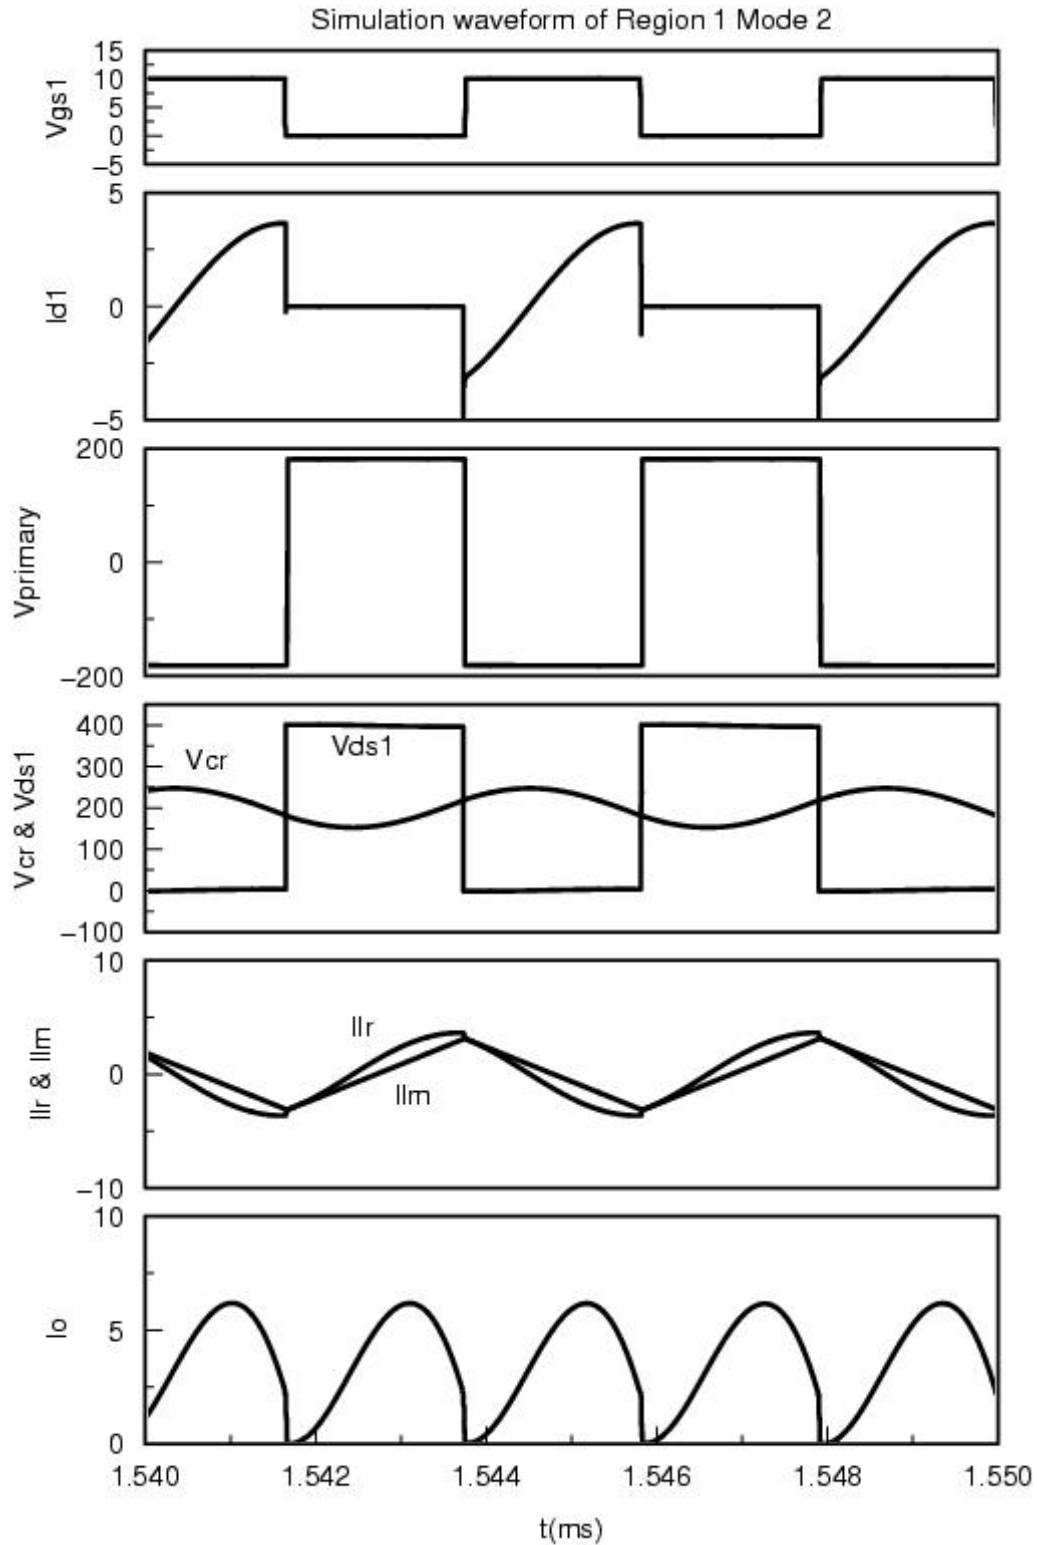 Simulation waveform of Region 1 Mode 2
Vgs1
15
10
5
0
−5
Id1
5
0
−5
Vprimary
200
0
−200
Vcr & Vds1
400
300
200
100
0
−100
Vcr
Vds1
Ilr & Ilm
10
0
−10
Ilr
Ilm
Io
10
5
0
1.540 1.542 1.544 1.546 1.548 1.550
t(ms)